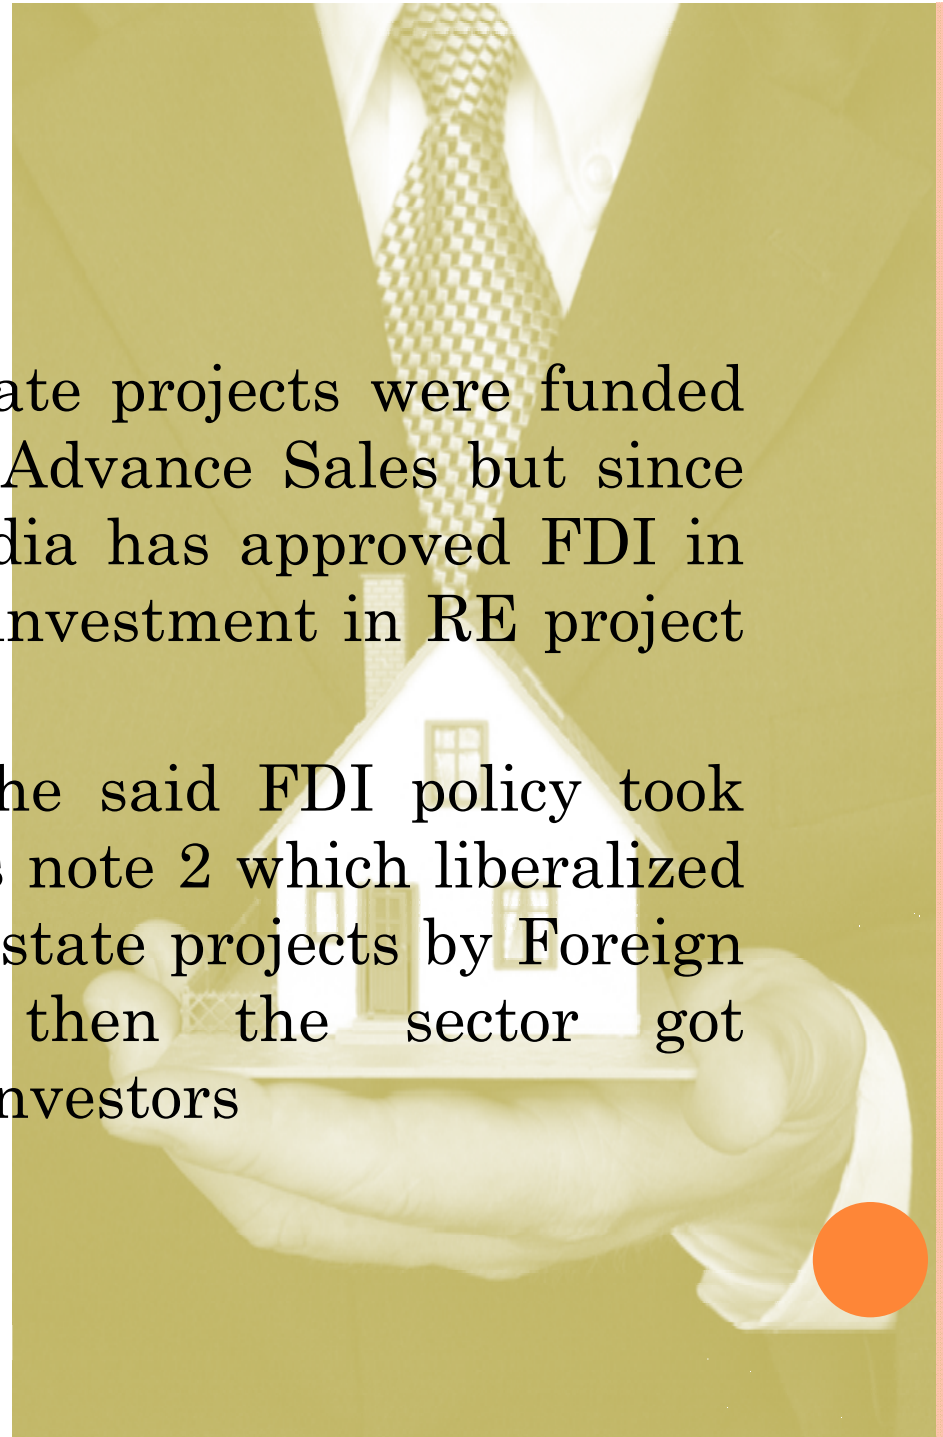 ate projects were funded
Advance Sales but since
dia has approved FDI in
nvestment in RE project
he said FDI policy took
s note 2 which liberalized
state projects by Foreign
then the sector got
nvestors